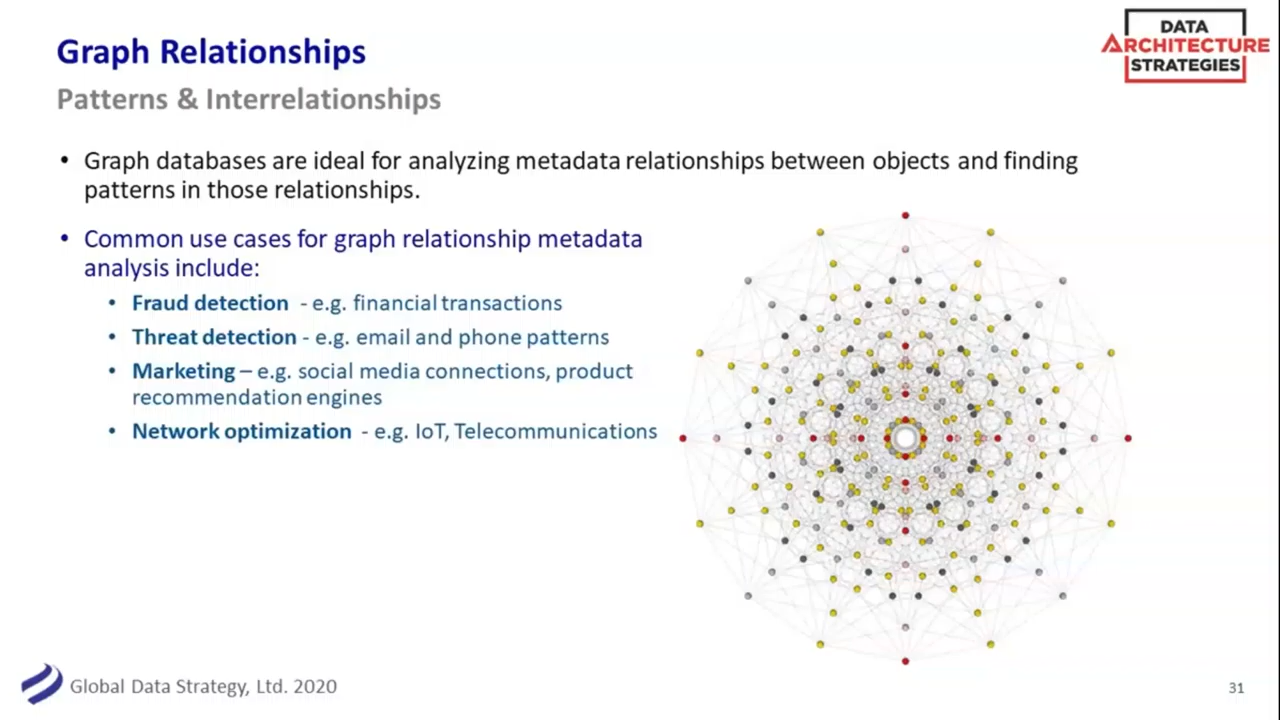 Graph Relationships
Patterns & Interrelationships
DATA
ARCHITECTURE
STRATEGIES
• Graph databases are ideal for analyzing metadata relationships between objects and finding
patterns in those relationships.
• Common use cases for graph relationship metadata
analysis include:
• Fraud detection - e.g. financial transactions
• Threat detection - e.g. email and phone patterns
• Marketing – e.g. social media connections, product
recommendation engines
• Network optimization - e.g. IoT, Telecommunications
Global Data Strategy, Ltd. 2020
31